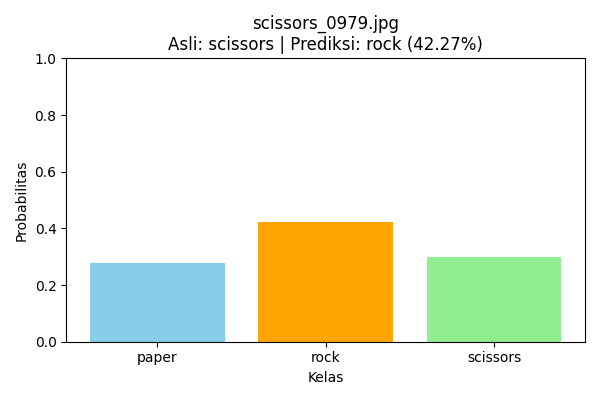 scissors_0979.jpg
Asli: scissors | Prediksi: rock (42.27%)
1.0
0.8
0.6
0.4
0.2
0.0
Probabilitas
paper
rock
scissors
Kelas